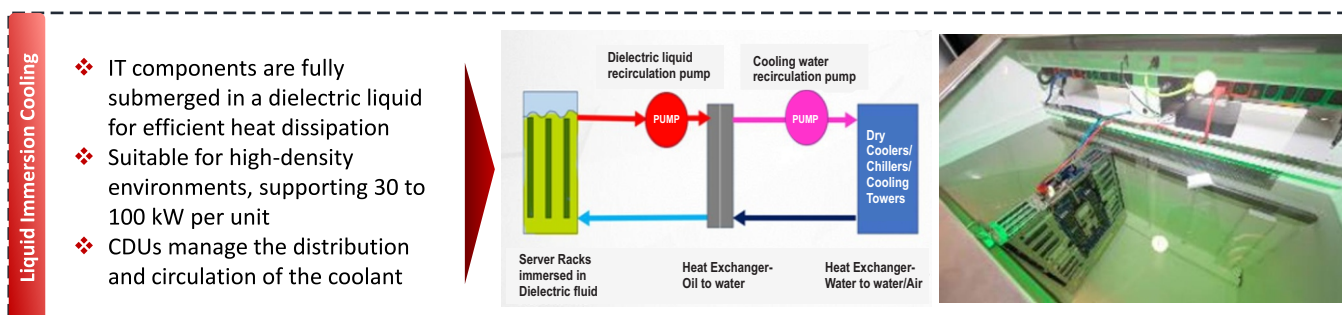 Liquid Immersion Cooling
IT components are fully
submerged in a dielectric liquid
for efficient heat dissipation
Suitable for high-density
environments, supporting 30 to
100 kW per unit
CDUs manage the distribution
and circulation of the coolant
Dielectric liquid
recirculation pump
Cooling water
recirculation pump
PUMP
PUMP
Dry
Coolers/
Chillers/
Cooling
Towers
Server Racks
immersed in
Dielectric fluid
Heat Exchanger-
Oil to water
Heat Exchanger-
Water to water/Air